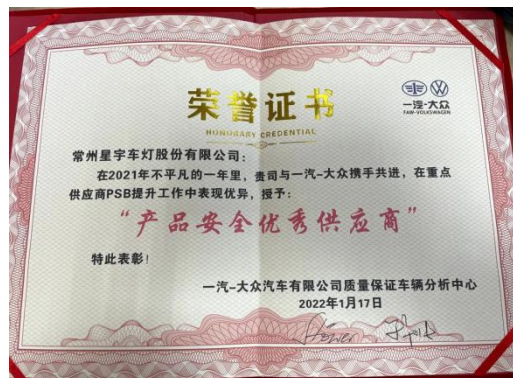 荣誉证书
HONORARY CREDENTIAL
一汽-大众
FAW-VOLKSWAGEN
常州星宇车灯股份有限公司：
在2021年不平凡的一年里，贵司与一汽-大众携手共进，在重点
供应商PSB提升工作中表现优异，授予：
“产品安全优秀供应商”
特此表彰！
一汽-大众汽车有限公司质量保证车辆分析中心
2022年1月17日